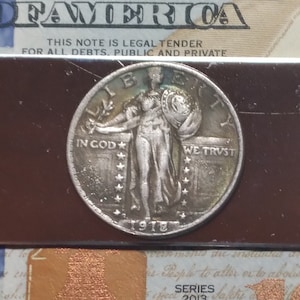 OF AMERICA
THIS NOTE IS LEGAL TENDER
FOR ALL DEBTS, PUBLIC AND PRIVATE
LIBERTY
IN GOD WE TRVST
SERIES
2013